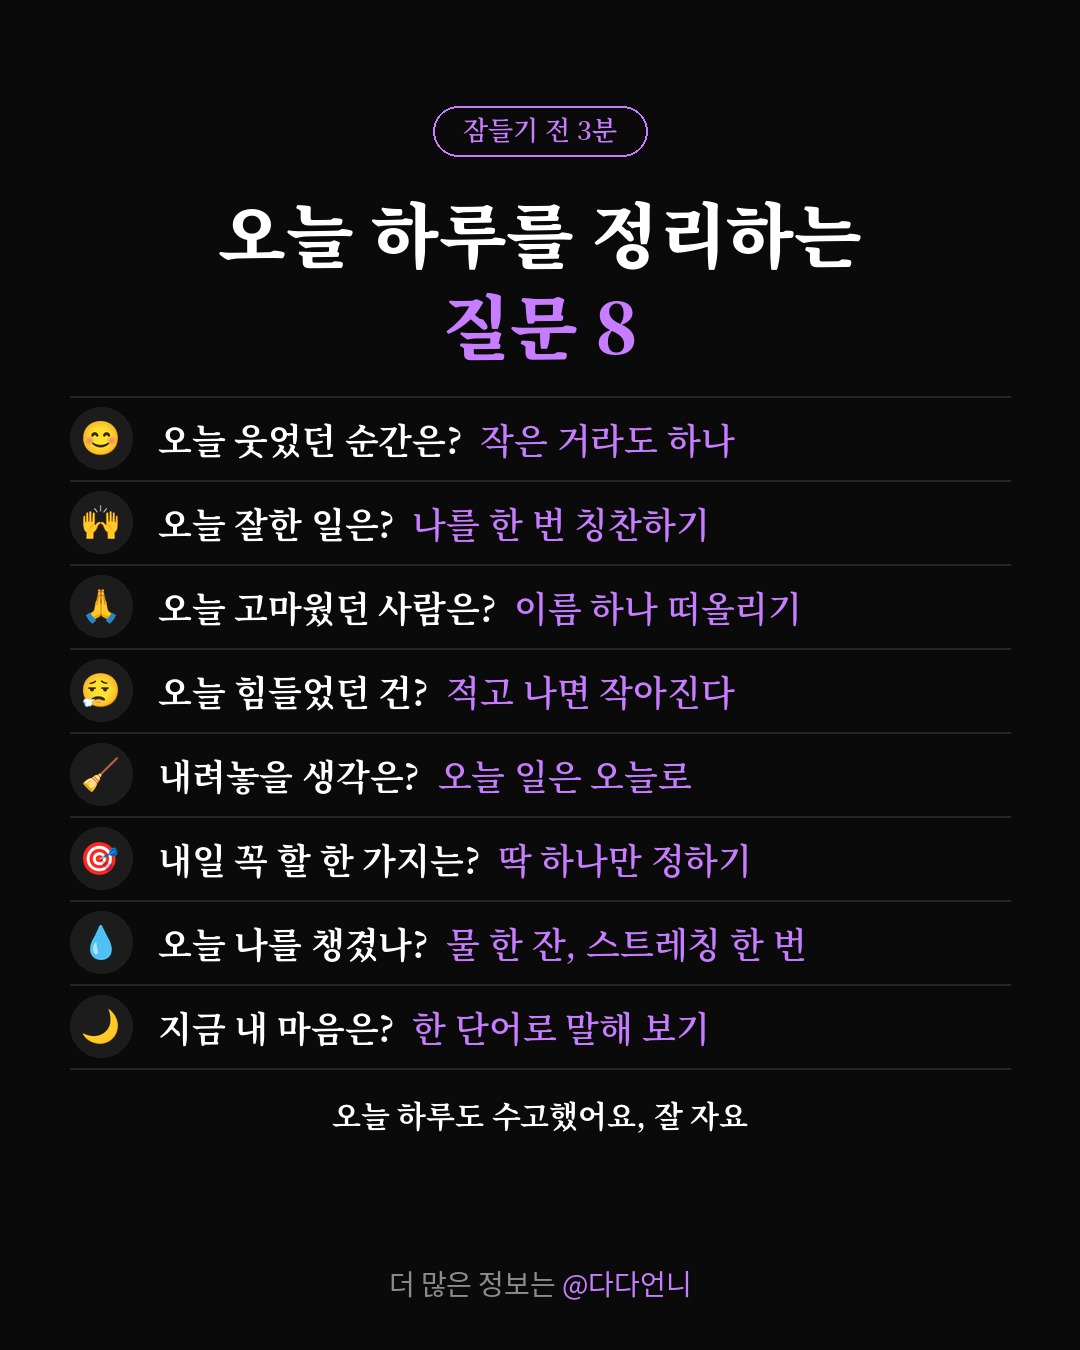 잠들기 전 3분
오늘 하루를 정리하는
질문 8
오늘 웃었던 순간은? 작은 거라도 하나
오늘 잘한 일은? 나를 한 번 칭찬하기
오늘 고마웠던 사람은? 이름 하나 떠올리기
오늘 힘들었던 건? 적고 나면 작아진다
내려놓을 생각은? 오늘 일은 오늘로
내일 꼭 할 한 가지는? 딱 하나만 정하기
오늘 나를 챙겼나? 물 한 잔, 스트레칭 한 번
지금 내 마음은? 한 단어로 말해 보기
오늘 하루도 수고했어요, 잘 자요
더 많은 정보는 @다다언니